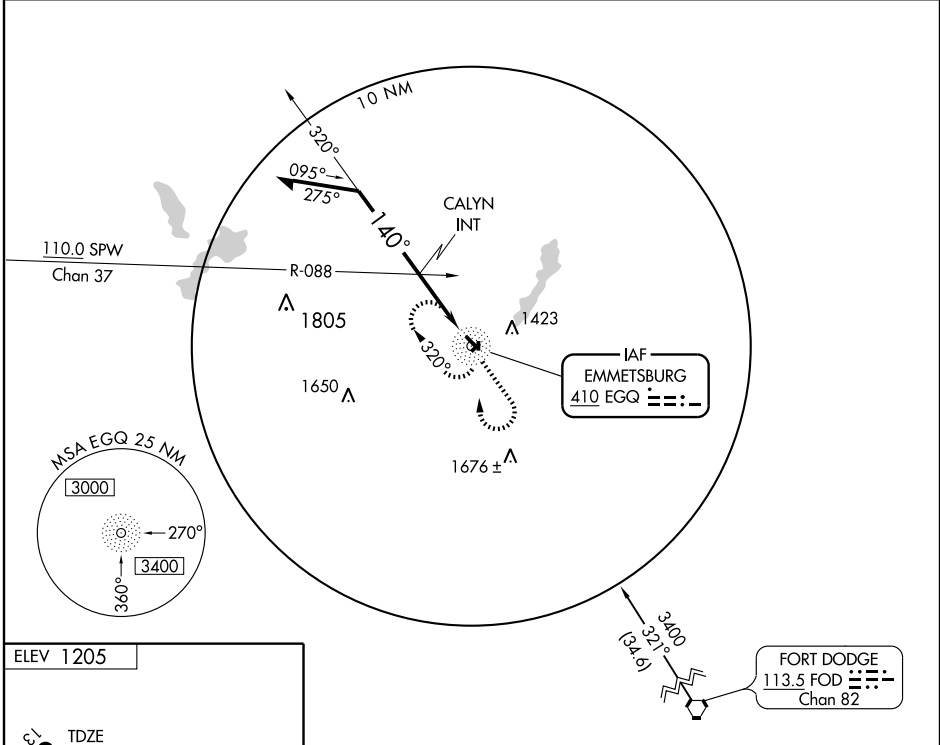 10 NM
320°
095°
275°
140°
CALYN
INT
110.0 SPW
Chan 37
R-088
1805
1423
320°
IAF
EMMETSBURG
410 EGQ
1650
1676 ±
MSA EGQ 25 NM
3000
270°
3400
360°
3400
321°
(34.6)
FORT DODGE
113.5 FOD
Chan 82
ELEV 1205
13
TDZE